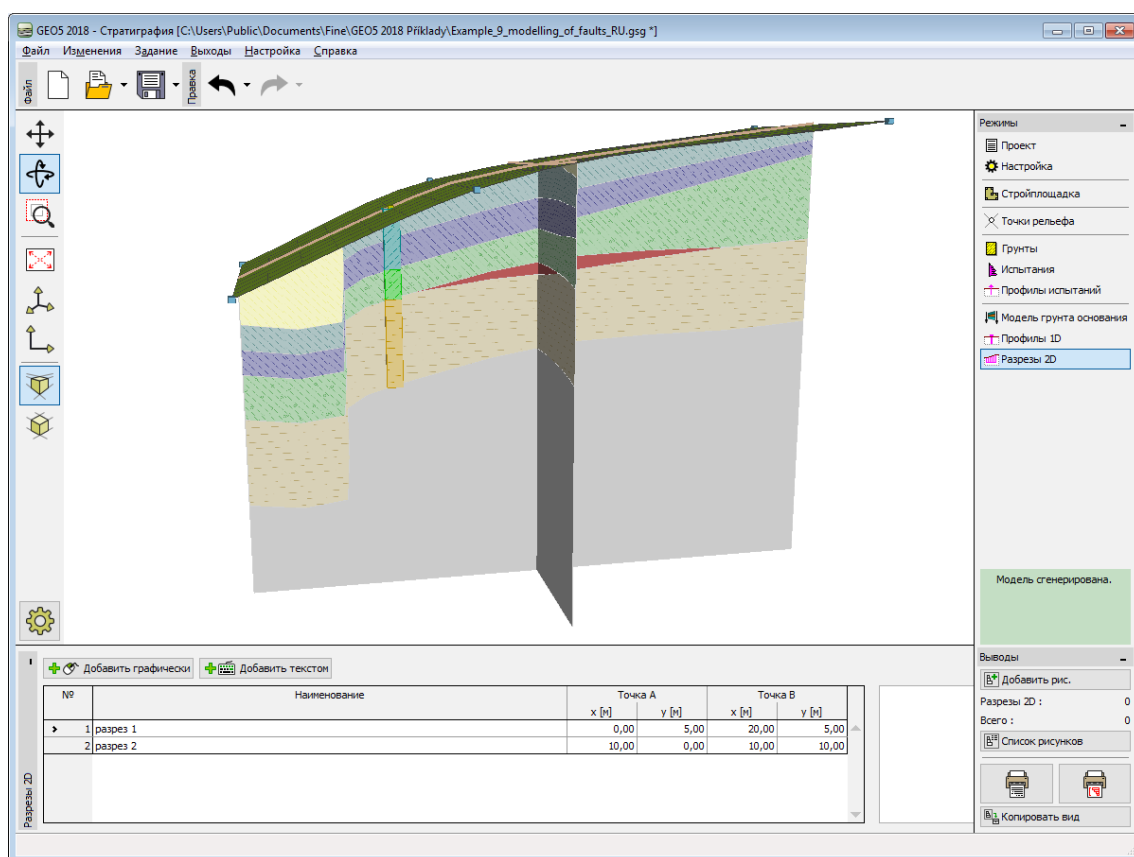 GEO5 2018 - Стратиграфия [C:\Users\Public\Documents\Fine\GEO5 2018 Příklady\Example_9_modelling_of_faults_RU.gsg *]
Файл Изменения Задание Выходы Настройка Справка
Файл
Правка
Режимы
Проект
Настройка
Стройплощадка
Точки рельефа
Грунты
Испытания
Профилы испытаний
Модель грунта основания
Профилы 1D
Разрезы 2D
Модель сгенерирована.
Добавить графически Добавить текстом
№ Наименование Точка A Точка B
x [м] y [м] x [м] y [м]
1 разрез 1 0,00 5,00 20,00 5,00
2 разрез 2 10,00 0,00 10,00 10,00
Разрезы 2D
Выводы
Добавить рис.
Разрезы 2D : 0
Всего : 0
Список рисунков
Копировать вид